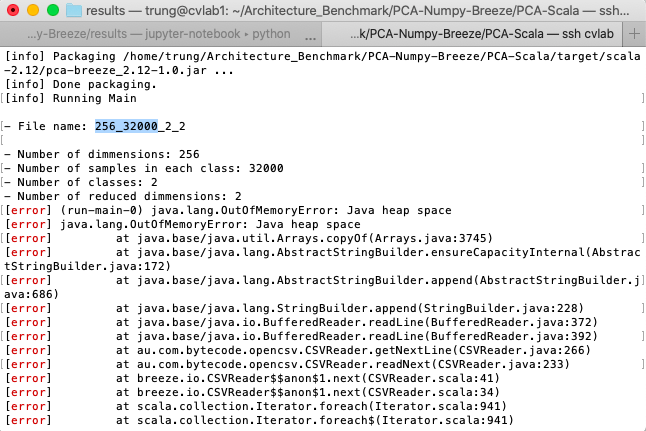 results — trung@cvlab1: ~/Architecture_Benchmark/PCA-Numpy-Breeze/PCA-Scala — ssh...
...y-Breeze/results — jupyter-notebook ▸ python ...
...k/PCA-Numpy-Breeze/PCA-Scala — ssh cvlab +
[info] Packaging /home/trung/Architecture_Benchmark/PCA-Numpy-Breeze/PCA-Scala/target/scala
-2.12/pca-breeze_2.12-1.0.jar ...
[info] Done packaging.
[[info] Running Main ]
[- File name: 256_32000_2_2 ]
[ ]
- Number of dimmensions: 256
- Number of samples in each class: 32000
- Number of classes: 2
- Number of reduced dimmensions: 2
[[error] (run-main-0) java.lang.OutOfMemoryError: Java heap space ]
[[error] java.lang.OutOfMemoryError: Java heap space ]
[[error]         at java.base/java.util.Arrays.copyOf(Arrays.java:3745) ]
[[error]         at java.base/java.lang.AbstractStringBuilder.ensureCapacityInternal(Abstrac]
tStringBuilder.java:172)
[[error]         at java.base/java.lang.AbstractStringBuilder.append(AbstractStringBuilder.j]
ava:686)
[[error]         at java.base/java.lang.StringBuilder.append(StringBuilder.java:228) ]
[[error]         at java.base/java.io.BufferedReader.readLine(BufferedReader.java:372) ]
[[error]         at java.base/java.io.BufferedReader.readLine(BufferedReader.java:392) ]
[[error]         at au.com.bytecode.opencsv.CSVReader.getNextLine(CSVReader.java:266) ]
[[error]         at au.com.bytecode.opencsv.CSVReader.readNext(CSVReader.java:233) ]
[[error]         at breeze.io.CSVReader$$anon$1.next(CSVReader.scala:41) ]
[[error]         at breeze.io.CSVReader$$anon$1.next(CSVReader.scala:34) ]
[[error]         at scala.collection.Iterator.foreach(Iterator.scala:941) ]
[[error]         at scala.collection.Iterator.foreach$(Iterator.scala:941) ]